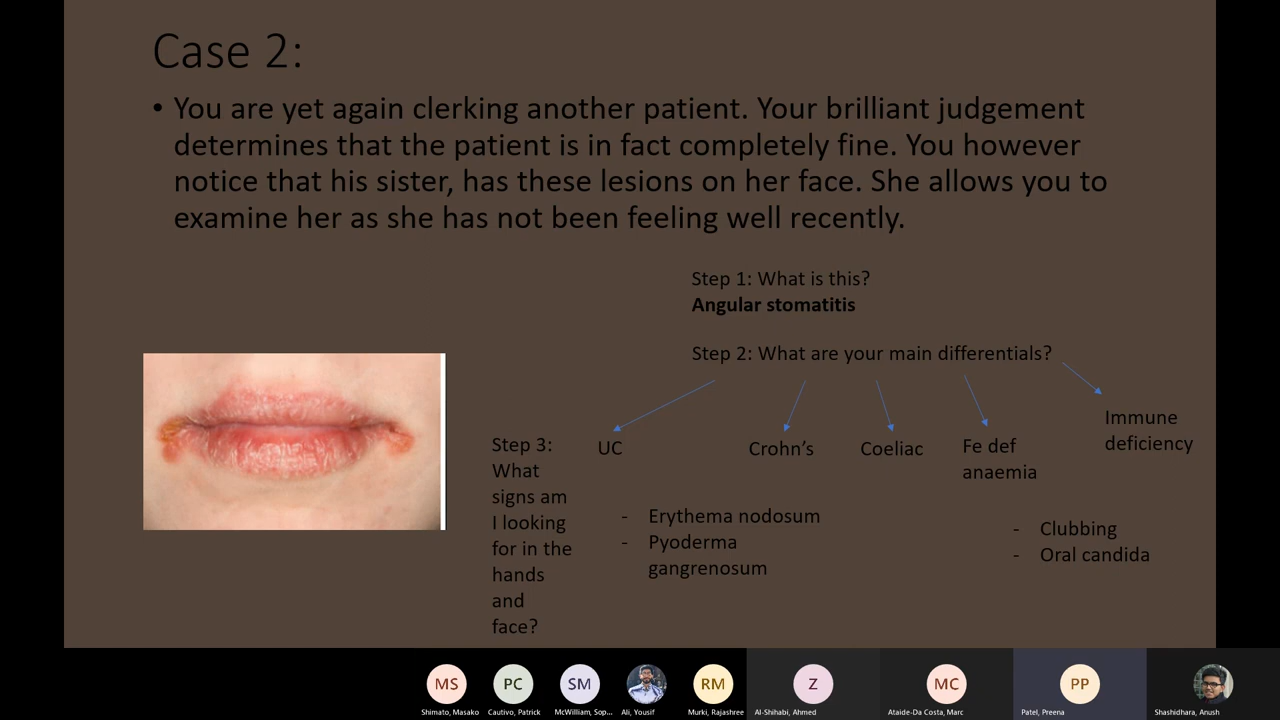 Case 2:
• You are yet again clerking another patient. Your brilliant judgement
determines that the patient is in fact completely fine. You however
notice that his sister, has these lesions on her face. She allows you to
examine her as she has not been feeling well recently.
Step 1: What is this?
Angular stomatitis
Step 2: What are your main differentials?
Step 3:
What
signs am
I looking
for in the
hands
and
face?
UC
Crohn's
Coeliac
Fe def
anaemia
Immune
deficiency
- Erythema nodosum
- Pyoderma
gangrenosum
- Clubbing
- Oral candida
MS
PC
SM
RM
Z
MC
PP
Shimato, Masako
Cautivo, Patrick
McWilliam, Sop...
Ali, Yousif
Murki, Rajashree
Al-Shihabi, Ahmed
Ataide-Da Costa, Marc
Patel, Preena
Shashidhara, Anush